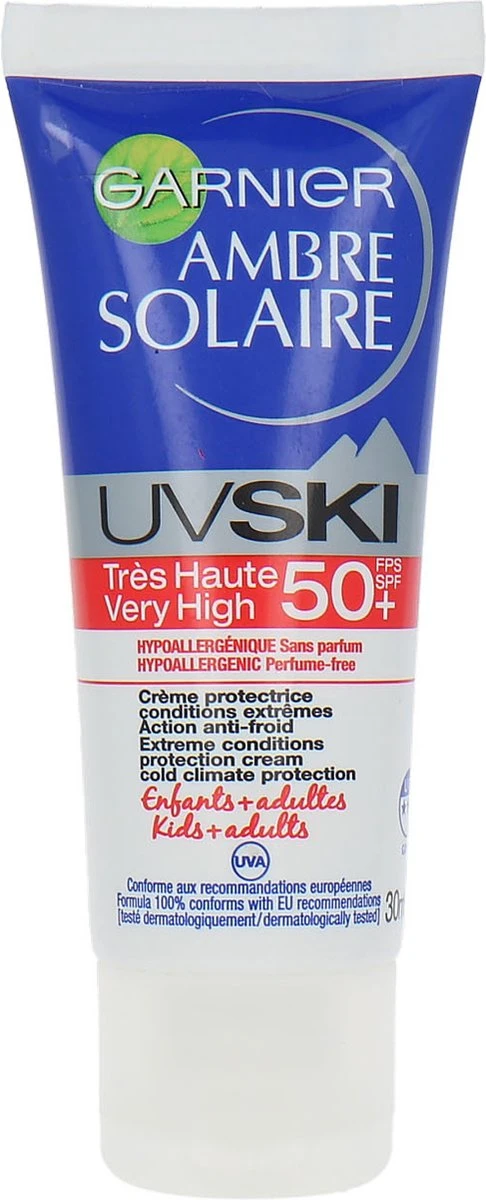 GARNIER
AMBRE
SOLAIRE
UVSKI
Très Haute
Very High
50+
FPS
SPF
HYPOALLERGÉNIQUE Sans parfum
HYPOALLERGENIC Perfume-free
Crème protectrice
conditions extrêmes
Action anti-froid
Extreme conditions
protection cream
cold climate protection
Enfants+adultes
Kids+adults
UVA
Conforme aux recommandations européennes
Formula 100% conforms with EU recommendations
[testé dermatologiquement/dermatologically tested]